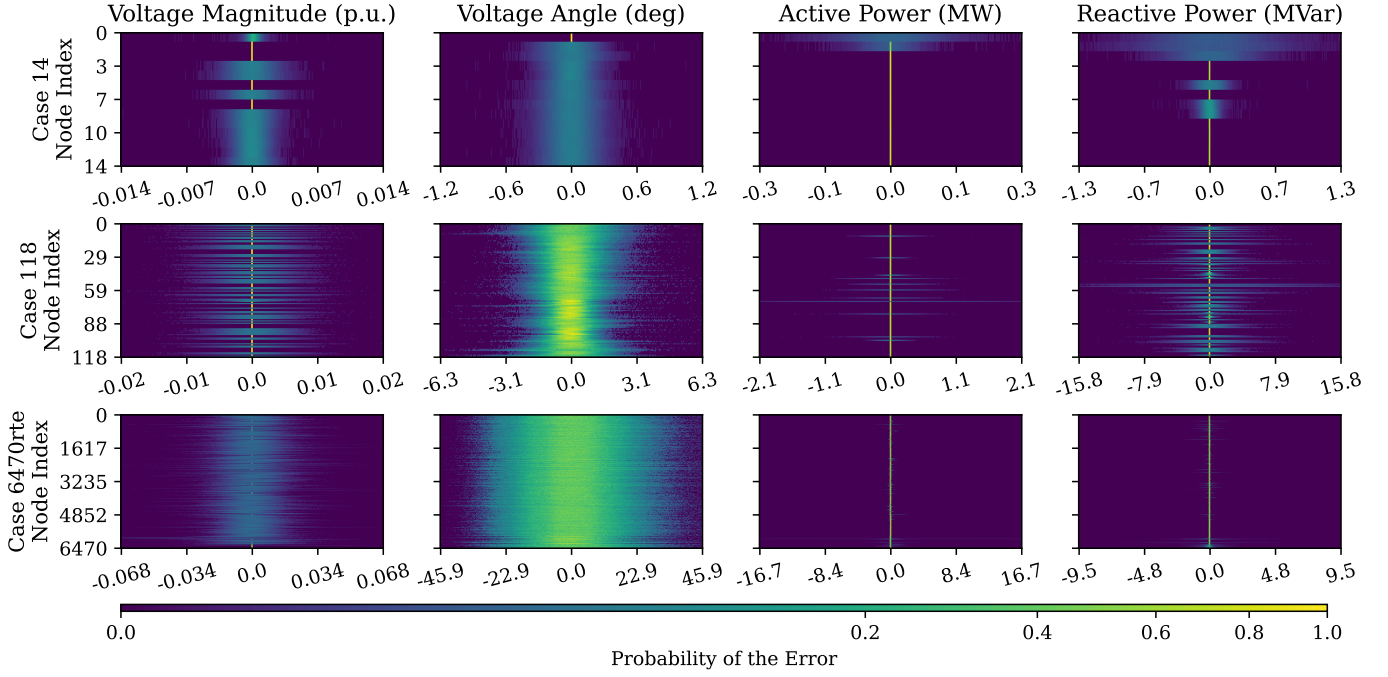 Voltage Magnitude (p.u.) Voltage Angle (deg) Active Power (MW) Reactive Power (MVar)
Case 14
Node Index
0
3
7
10
14
-0.014 -0.007 0.0 0.007 0.014
-1.2 -0.6 0.0 0.6 1.2
-0.3 -0.1 0.0 0.1 0.3
-1.3 -0.7 0.0 0.7 1.3
Case 118
Node Index
0
29
59
88
118
-0.02 -0.01 0.0 0.01 0.02
-6.3 -3.1 0.0 3.1 6.3
-2.1 -1.1 0.0 1.1 2.1
-15.8 -7.9 0.0 7.9 15.8
Case 6470rte
Node Index
0
1617
3235
4852
6470
-0.068 -0.034 0.0 0.034 0.068
-45.9 -22.9 0.0 22.9 45.9
-16.7 -8.4 0.0 8.4 16.7
-9.5 -4.8 0.0 4.8 9.5
0.0 0.2 0.4 0.6 0.8 1.0
Probability of the Error